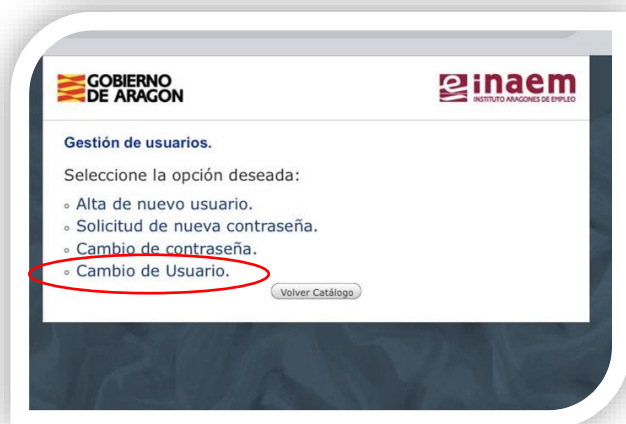 GOBIERNO
DE ARAGON
inaem
INSTITUTO ARAGONES DE EMPLEO
Gestión de usuarios.
Seleccione la opción deseada:
Alta de nuevo usuario.
Solicitud de nueva contraseña.
Cambio de contraseña.
Cambio de Usuario.
Volver Catálogo